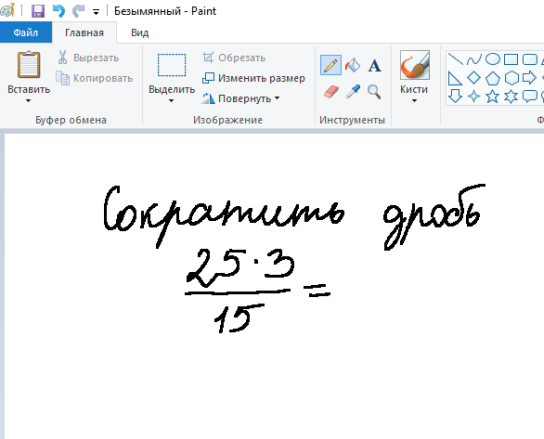 Безымянный - Paint
Файл Главная Вид
Вставить
Вырезать
Копировать
Буфер обмена
Выделить
Обрезать
Изменить размер
Повернуть
Изображение
A
Инструменты
Кисти
Сократить дробь
25·3
15
=